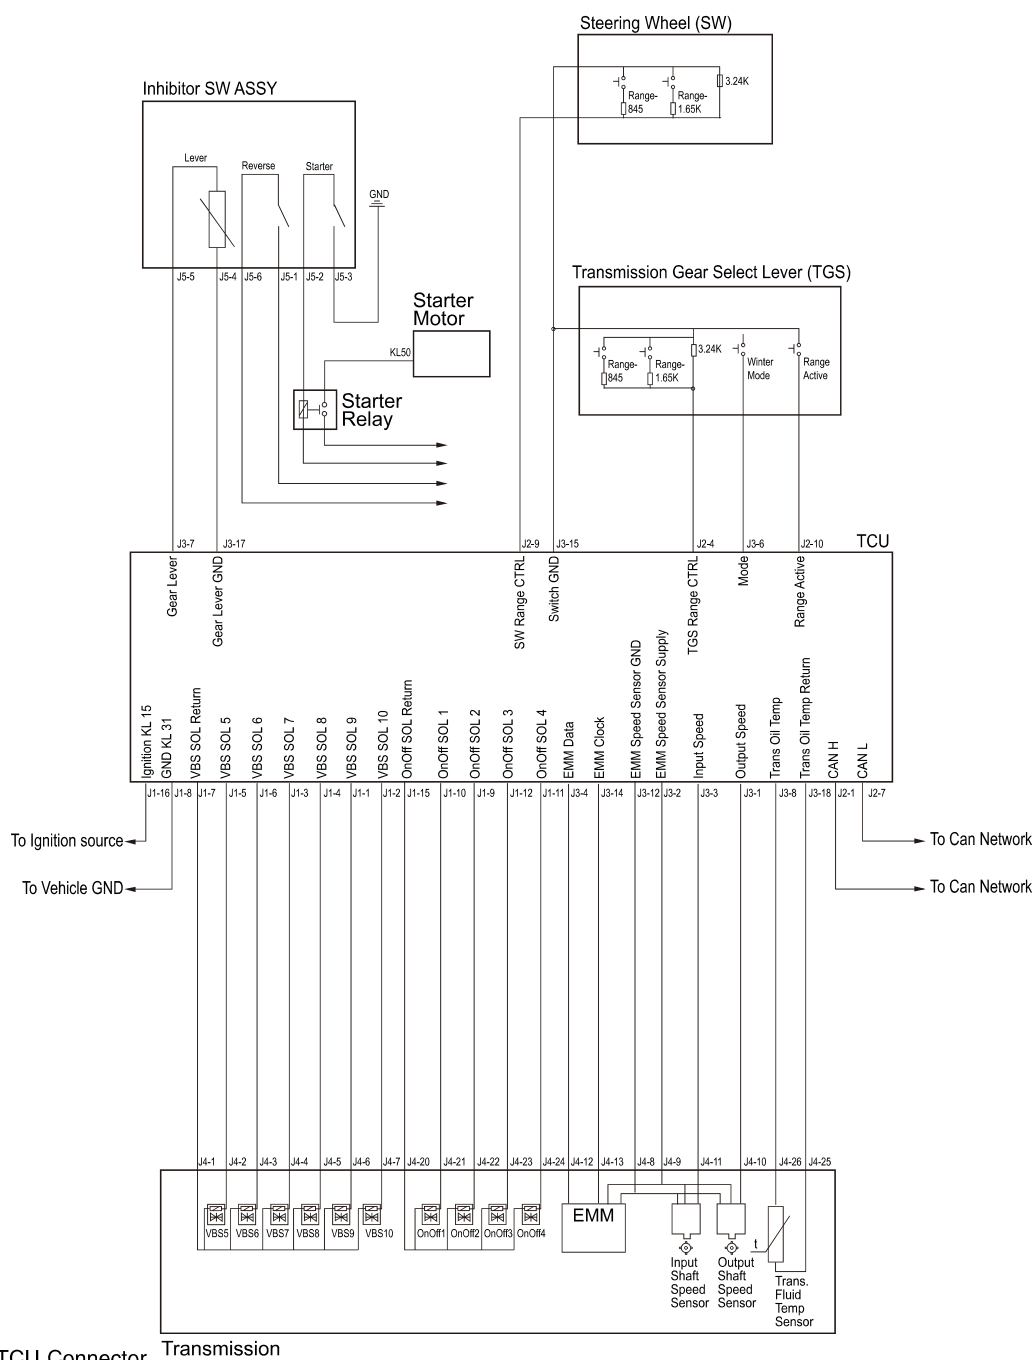 Steering Wheel (SW)
Range-
845
Range-
1.65K
3.24K
Inhibitor SW ASSY
Lever
Reverse
Starter
GND
J5-5
J5-4
J5-6
J5-1
J5-2
J5-3
Transmission Gear Select Lever (TGS)
Range-
845
Range-
1.65K
3.24K
Winter
Mode
Range
Active
Starter
Motor
KL50
Starter
Relay
J3-7
J3-17
J2-9
J3-15
J2-4
J3-6
J2-10
TCU
Gear Lever
Gear Lever GND
SW Range CTRL
Switch GND
TGS Range CTRL
Mode
Range Active
Ignition KL 15
GND KL 31
VBS SOL Return
VBS SOL 5
VBS SOL 6
VBS SOL 7
VBS SOL 8
VBS SOL 9
VBS SOL 10
OnOff SOL Return
OnOff SOL 1
OnOff SOL 2
OnOff SOL 3
OnOff SOL 4
EMM Data
EMM Clock
EMM Speed Sensor GND
EMM Speed Sensor Supply
Input Speed
Output Speed
Trans Oil Temp
Trans Oil Temp Return
CAN H
CAN L
J1-16
J1-8
J1-7
J1-5
J1-6
J1-3
J1-4
J1-1
J1-2
J1-15
J1-10
J1-9
J1-12
J1-11
J3-4
J3-14
J3-12
J3-2
J3-3
J3-1
J3-8
J3-18
J2-1
J2-7
To Ignition source
To Can Network
To Vehicle GND
To Can Network
J4-1
J4-2
J4-3
J4-4
J4-5
J4-6
J4-7
J4-20
J4-21
J4-22
J4-23
J4-24
J4-12
J4-13
J4-8
J4-9
J4-11
J4-10
J4-26
J4-25
VBS5
VBS6
VBS7
VBS8
VBS9
VBS10
OnOff1
OnOff2
OnOff3
OnOff4
EMM
Input
Shaft
Speed
Sensor
Output
Shaft
Speed
Sensor
t
Trans.
Fluid
Temp
Sensor
Transmission
TCU Connector